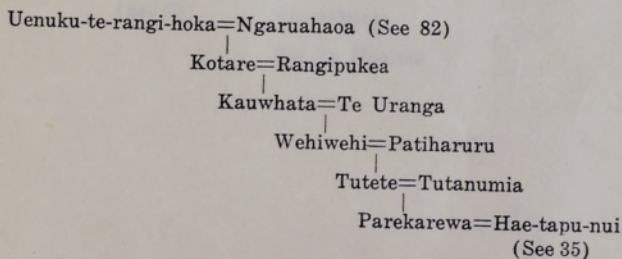 Uenuku-te-rangi-hoka=Ngaruahaoa (See 82)
Kotare=Rangipukea
Kauwhata=Te Uranga
Wehiwehi=Patiharuru
Tutete=Tutanumia
Parekarewa=Hae-tapu-nui
(See 35)